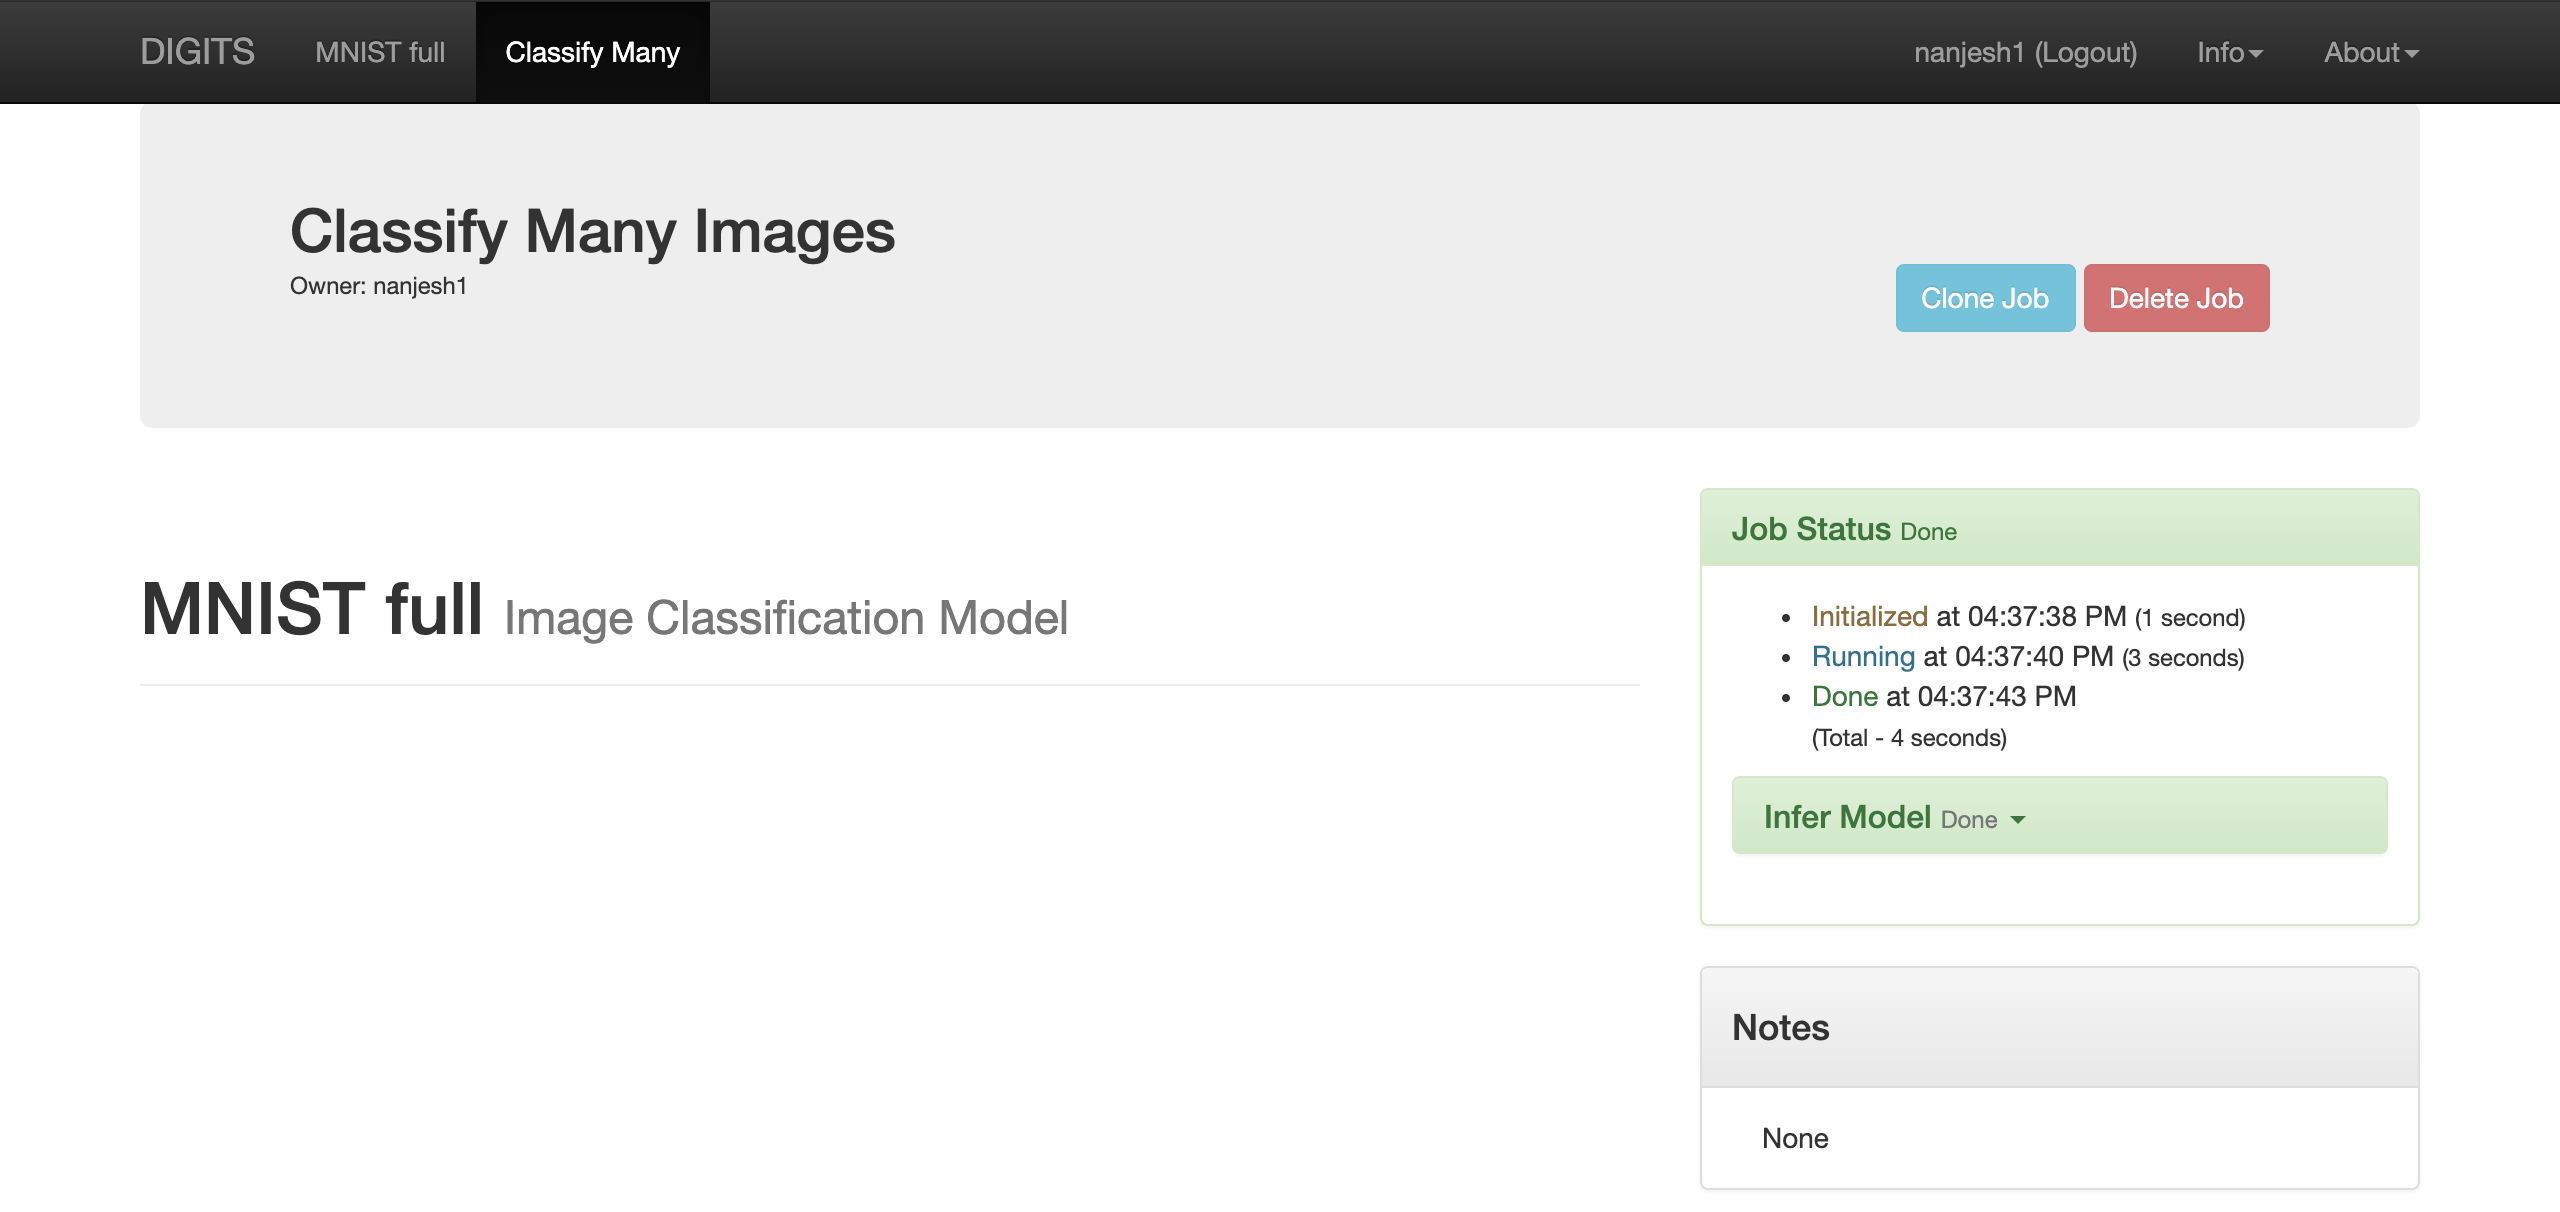 DIGITS MNIST full Classify Many nanjesh1 (Logout) Info About
Classify Many Images
Owner: nanjesh1
Clone Job Delete Job
MNIST full Image Classification Model
Job Status Done
Initialized at 04:37:38 PM (1 second)
Running at 04:37:40 PM (3 seconds)
Done at 04:37:43 PM
(Total - 4 seconds)
Infer Model Done
Notes
None